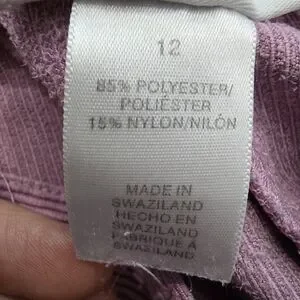 12
85% POLYESTER/
POLIÉSTER
15% NYLON/NILÓN
MADE IN
SWAZILAND
HECHO EN
SWAZILAND
FABRIQUÉ À
SWAZILAND